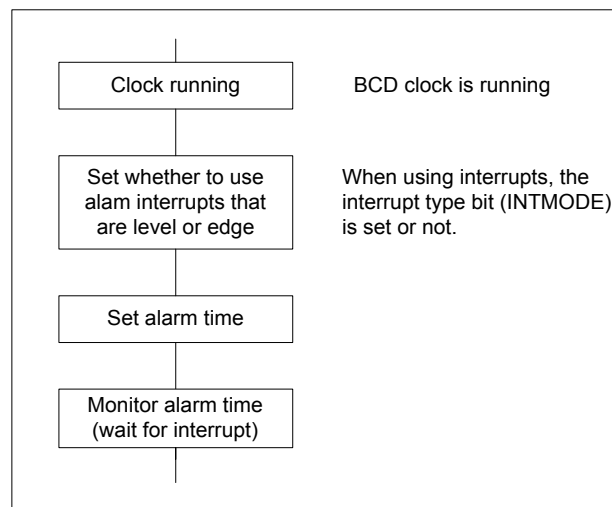 Clock running
BCD clock is running
Set whether to use
alam interrupts that
are level or edge
When using interrupts, the
interrupt type bit (INTMODE)
is set or not.
Set alarm time
Monitor alarm time
(wait for interrupt)